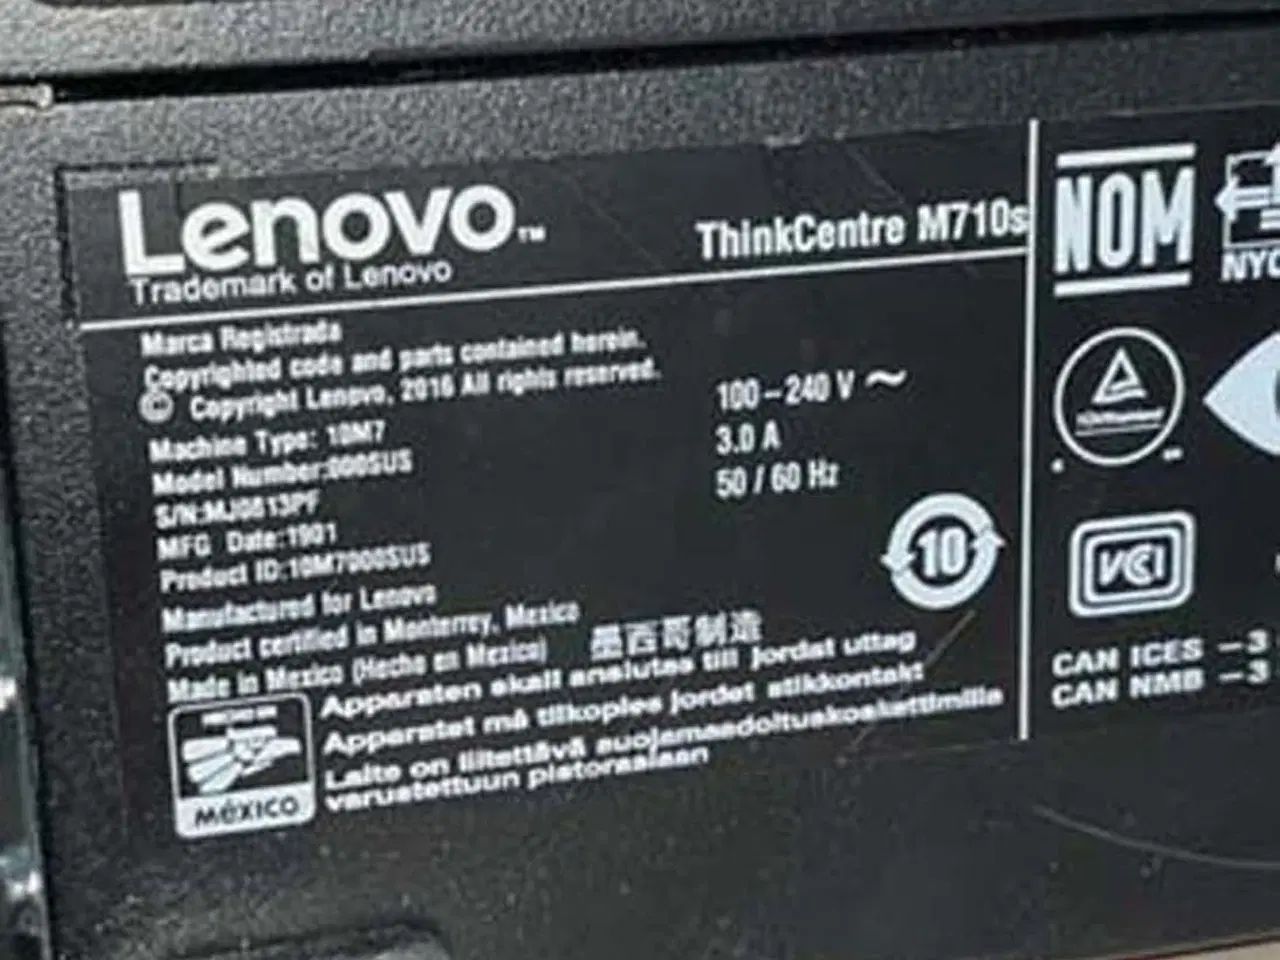 Lenovo™
Trademark of Lenovo
ThinkCentre M710s
Marca Registrada
Copyrighted code and parts contained herein.
© Copyright Lenovo, 2016 All rights reserved.
Machine Type: 10M7
Model Number:000SUS
MFG Date:1901
Product ID:10M7000SUS
Manufactured for Lenovo
Product certified in Monterrey, Mexico
Made in Mexico (Hecho en Mexico) 墨西哥制造
100-240 V ~
3.0 A
50 / 60 Hz
10
Apparaten skall anslutas till jordat uttag
Apparatet må tilkoples jordet stikkontakt
Laite on liitettävä suojamaadoituskoskettimilla
varustettuun pistorasiaan
HECHO EN
MéXICO
NOM
NYC
VCI
CAN ICES -3
CAN NMB -3